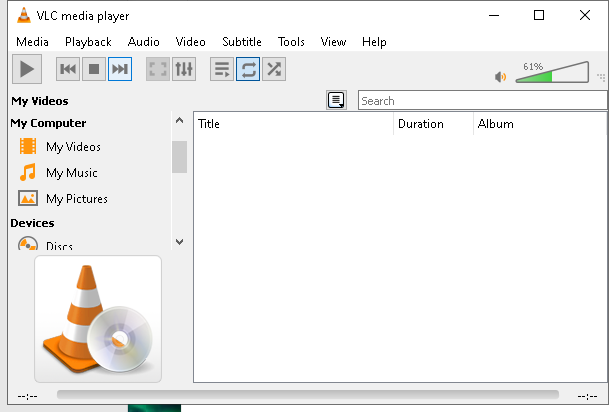 VLC media player
Media Playback Audio Video Subtitle Tools View Help
61%
My Videos
Search
My Computer
Title Duration Album
My Videos
My Music
My Pictures
Devices
Discs
--:-- --:--